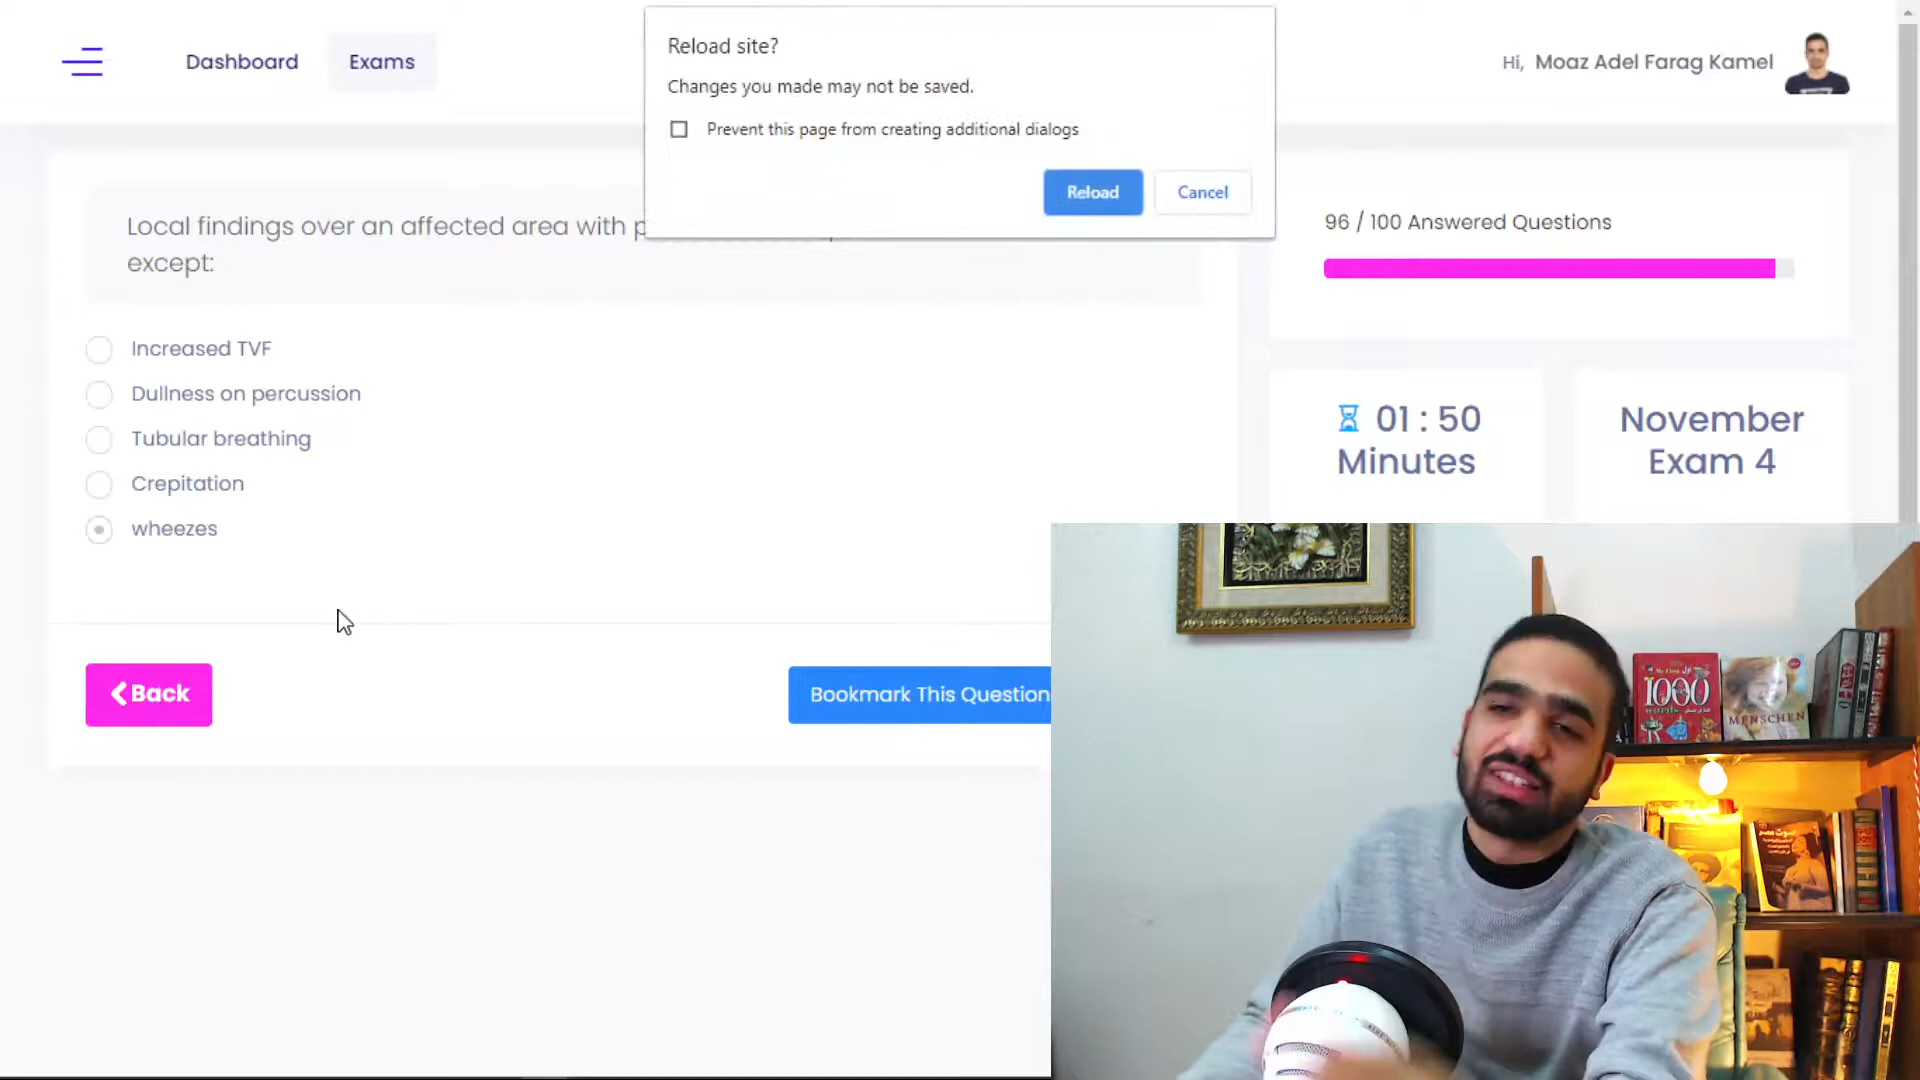 Dashboard
Exams
Reload site?
Changes you made may not be saved.
Prevent this page from creating additional dialogs
Reload
Cancel
Hi, Moaz Adel Farag Kamel
Local findings over an affected area with
except:
Increased TVF
Dullness on percussion
Tubular breathing
Crepitation
wheezes
Back
Bookmark This Question
96 / 100 Answered Questions
01 : 50
Minutes
November
Exam 4
1000
MENSCHEN